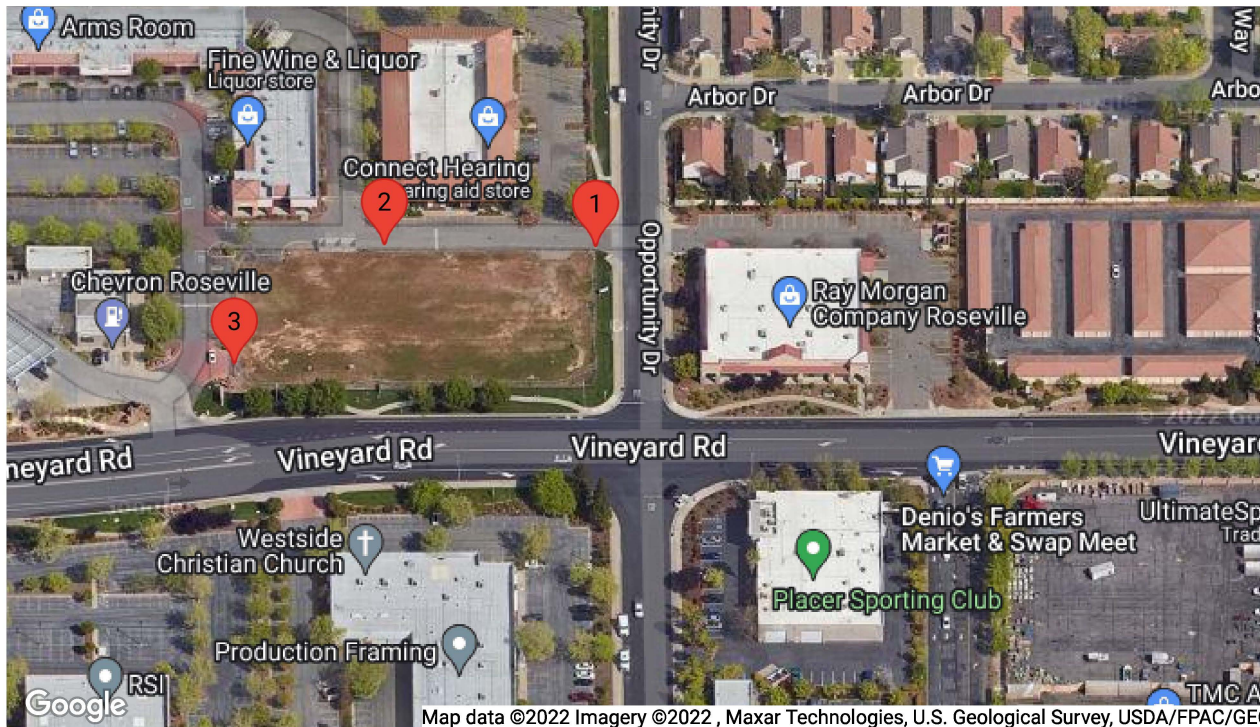 Arms Room
Fine Wine & Liquor
Liquor store
nity Dr
Way
Arbor Dr
Arbor Dr
Arbo
Connect Hearing
aring aid store
2
1
Opportunity Dr
Chevron Roseville
Ray Morgan
Company Roseville
3
neyard Rd
Vineyard Rd
Vineyard Rd
Vineyard
Denio's Farmers
Market & Swap Meet
UltimateSp
Trad
Westside
Christian Church
Placer Sporting Club
Production Framing
RSI
TMC A
Google
Map data ©2022 Imagery ©2022 , Maxar Technologies, U.S. Geological Survey, USDA/FPAC/GE